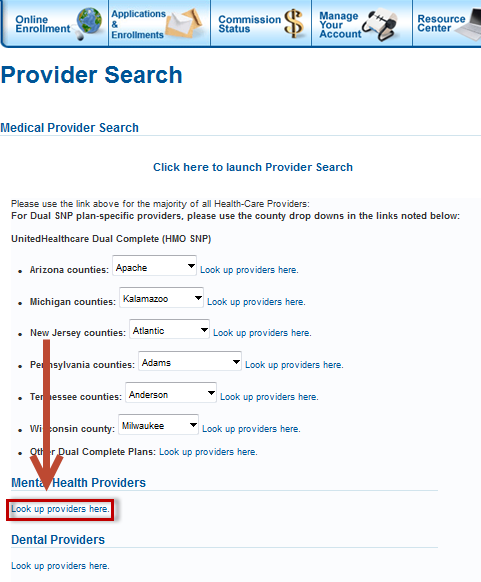 Online Enrollment
Applications & Enrollments
Commission Status
Manage Your Account
Resource Center
Provider Search
Medical Provider Search
Click here to launch Provider Search
Please use the link above for the majority of all Health-Care Providers:
For Dual SNP plan-specific providers, please use the county drop downs in the links noted below:
UnitedHealthcare Dual Complete (HMO SNP)
Arizona counties: Apache Look up providers here.
Michigan counties: Kalamazoo Look up providers here.
New Jersey counties: Atlantic Look up providers here.
Pennsylvania counties: Adams Look up providers here.
Tennessee counties: Anderson Look up providers here.
Wisconsin county: Milwaukee Look up providers here.
Other Dual Complete Plans: Look up providers here.
Mental Health Providers
Look up providers here.
Dental Providers
Look up providers here.